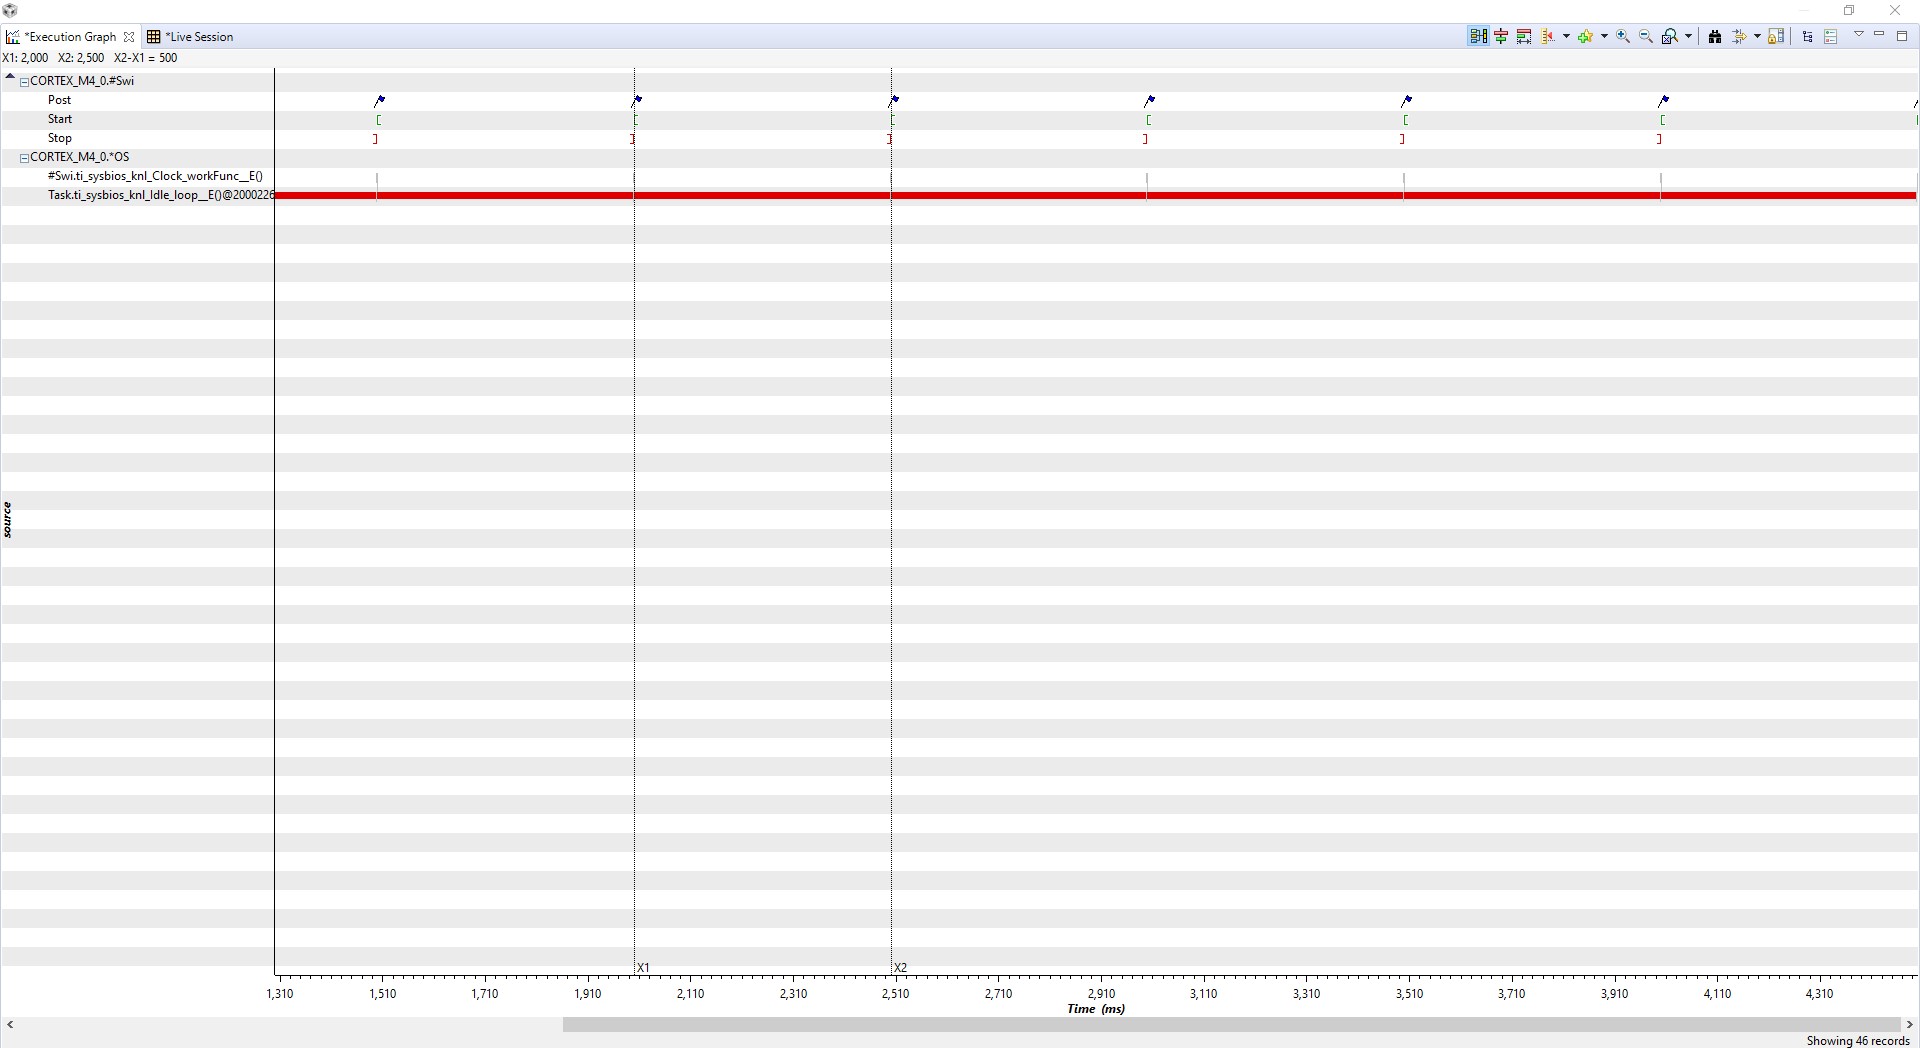 *Execution Graph *Live Session
X1: 2,000 X2: 2,500 X2-X1 = 500
CORTEX_M4_0.#Swi
Post
Start
Stop
CORTEX_M4_0.*OS
#Swi.ti_sysbios_knl_Clock_workFunc__E()
Task.ti_sysbios_knl_Idle_loop__E()@2000226
source
X1 X2
1,310 1,510 1,710 1,910 2,110 2,310 2,510 2,710 2,910 3,110 3,310 3,510 3,710 3,910 4,110 4,310
Time (ms)
Showing 46 records